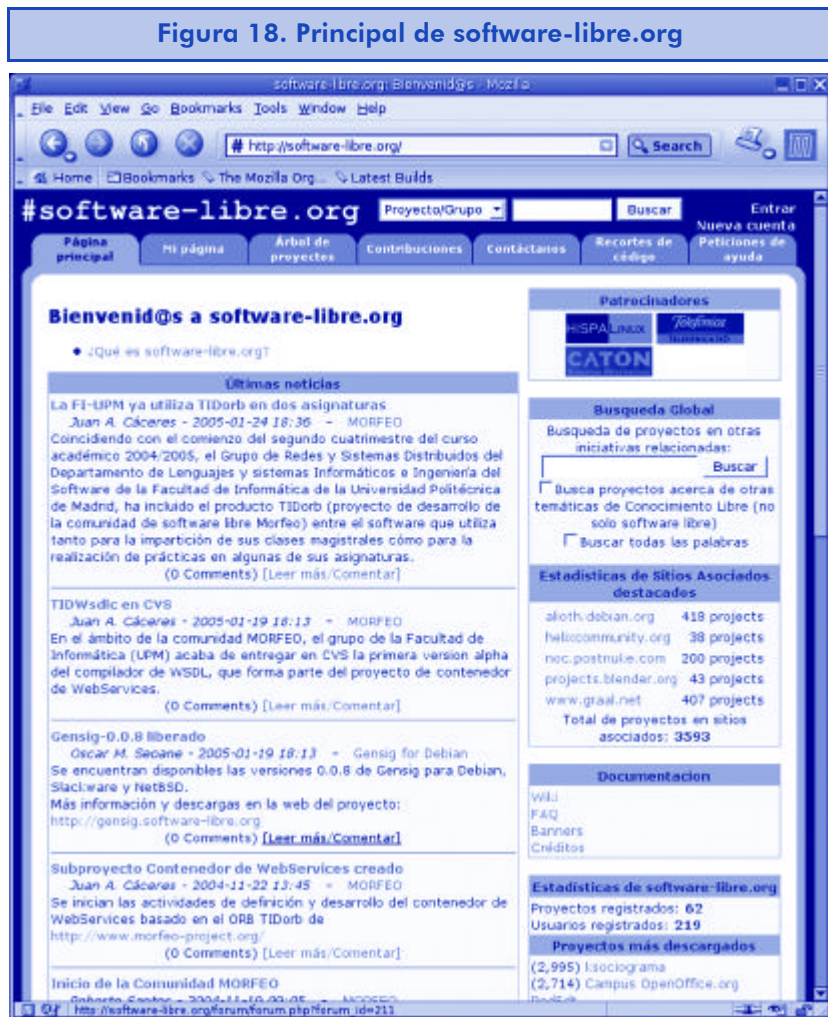 Figura 18. Principal de software-libre.org
software-libre.org: Bienvenid@s - Mozilla
File Edit View Go Bookmarks Tools Window Help
# http://software-libre.org/ Search
Home Bookmarks The Mozilla Org... Latest Builds
#software-libre.org Proyecto/Grupo Buscar Entrar
Nueva cuenta
Página principal Mi página Árbol de proyectos Contribuciones Contáctanos Recortes de código Peticiones de ayuda
Bienvenid@s a software-libre.org
¿Qué es software-libre.org?
Últimas noticias
La FI-UPM ya utiliza TIDorb en dos asignaturas
Juan A. Cáceres - 2005-01-24 18:36 - MORFEO
Coincidiendo con el comienzo del segundo cuatrimestre del curso
académico 2004/2005, el Grupo de Redes y Sistemas Distribuidos del
Departamento de Lenguajes y sistemas Informáticos e Ingeniería del
Software de la Facultad de Informática de la Universidad Politécnica
de Madrid, ha incluido el producto TIDorb (proyecto de desarrollo de
la comunidad de software libre Morfeo) entre el software que utiliza
tanto para la impartición de sus clases magistrales cómo para la
realización de prácticas en algunas de sus asignaturas.
(0 Comments) [Leer más/Comentar]
TIDWsdlc en CVS
Juan A. Cáceres - 2005-01-19 18:13 - MORFEO
En el ámbito de la comunidad MORFEO, el grupo de la Facultad de
Informática (UPM) acaba de entregar en CVS la primera version alpha
del compilador de WSDL, que forma parte del proyecto de contenedor
de WebServices.
(0 Comments) [Leer más/Comentar]
Gensig-0.0.8 liberado
Oscar M. Seoane - 2005-01-19 18:13 - Gensig for Debian
Se encuentran disponibles las versiones 0.0.8 de Gensig para Debian,
Slackware y NetBSD.
Más información y descargas en la web del proyecto:
http://gensig.software-libre.org
(0 Comments) [Leer más/Comentar]
Subproyecto Contenedor de WebServices creado
Juan A. Cáceres - 2004-11-22 13:45 - MORFEO
Se inician las actividades de definición y desarrollo del contenedor de
WebServices basado en el ORB TIDorb de
http://www.morfeo-project.org/
(0 Comments) [Leer más/Comentar]
Inicio de la Comunidad MORFEO
Roberto Santos - 2004-11-19 09:05 - MORFEO
Patrocinadores
HISPALINUX Telefónica
CATÓN
Busqueda Global
Busqueda de proyectos en otras
iniciativas relacionadas:
Buscar
Busca proyectos acerca de otras
temáticas de Conocimiento Libre (no
solo software libre)
Buscar todas las palabras
Estadisticas de Sitios Asociados
destacados
alioth.debian.org 418 projects
helixcommunity.org 38 projects
noc.postnuke.com 200 projects
projects.blender.org 43 projects
www.graal.net 407 projects
Total de proyectos en sitios
asociados: 3593
Documentacion
Wiki
FAQ
Banners
Créditos
Estadísticas de software-libre.org
Proyectos registrados: 62
Usuarios registrados: 219
Proyectos más descargados
(2,995) lsociograma
(2,714) Campus OpenOffice.org
http://software-libre.org/forum/forum.php?forum_id=211